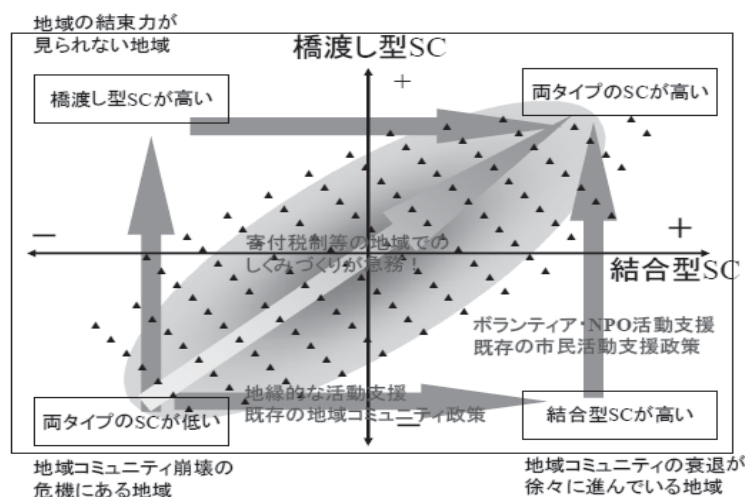 地域の結束力が
見られない地域
橋渡し型SC
+
橋渡し型SCが高い
両タイプのSCが高い
−
+
寄付税制等の地域での
しくみづくりが急務！
結合型SC
ボランティア・NPO活動支援
既存の市民活動支援政策
地縁的な活動支援
既存の地域コミュニティ政策
−
両タイプのSCが低い
結合型SCが高い
地域コミュニティ崩壊の
危機にある地域
地域コミュニティの衰退が
徐々に進んでいる地域